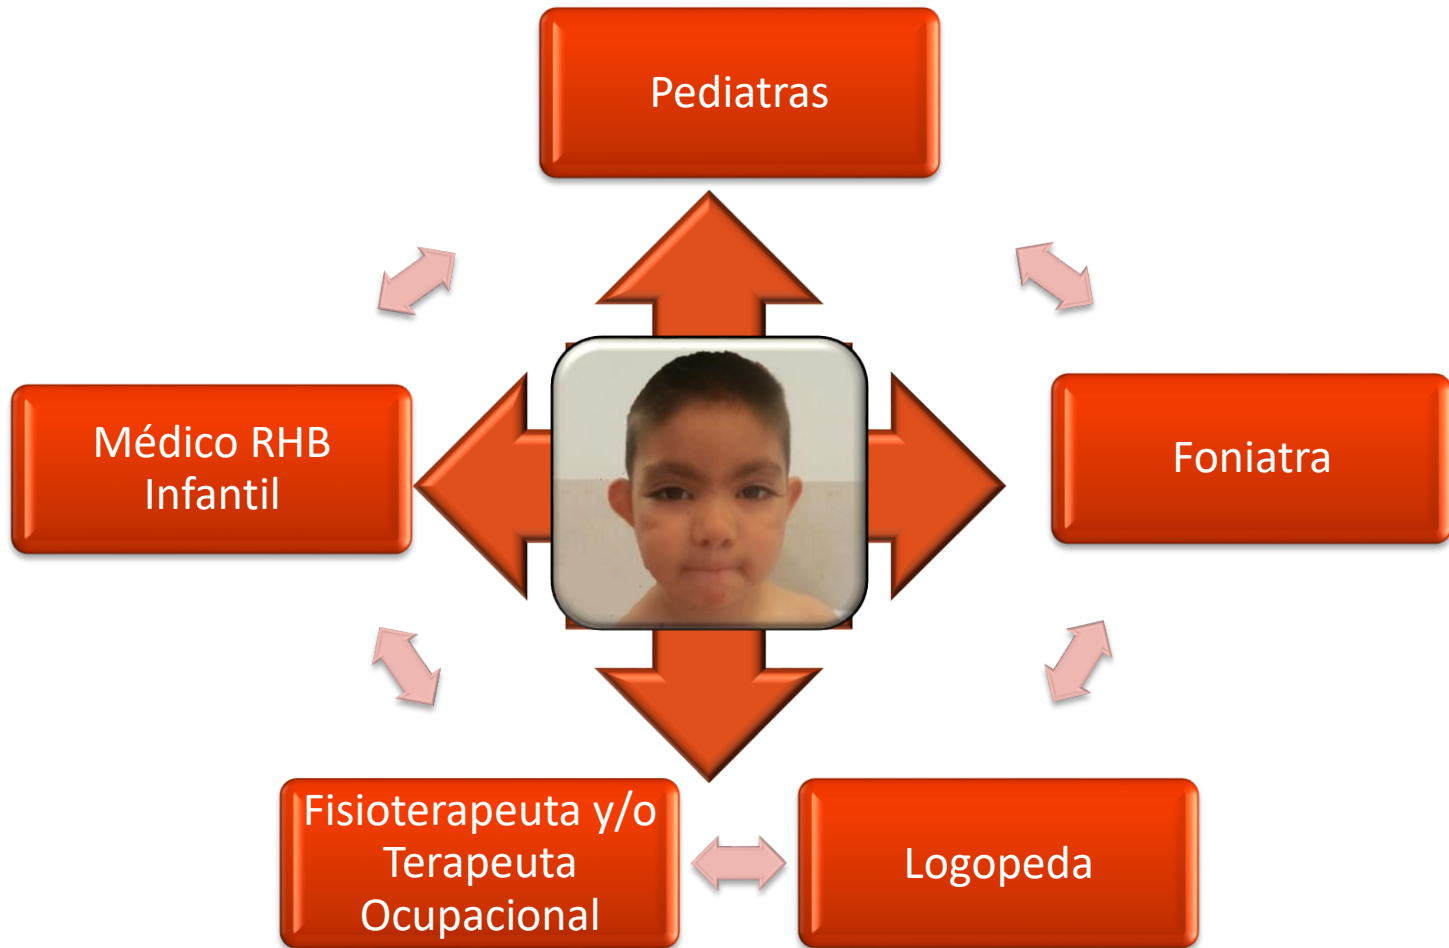 Pediatras
Médico RHB
Infantil
Foniatra
Fisioterapeuta y/o
Terapeuta
Ocupacional
Logopeda